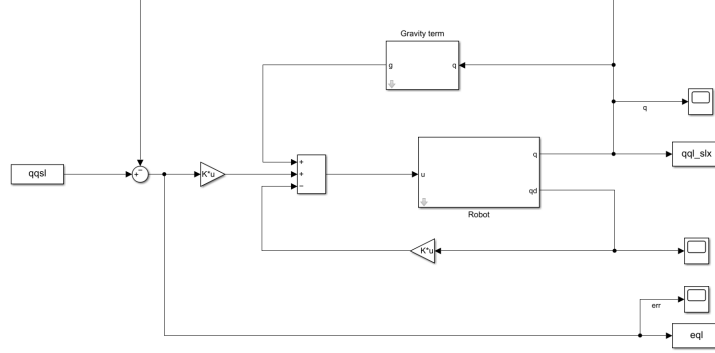 Gravity term
g
q
q
qqsl
+
−
K*u
+
+
−
u
q
qd
qql_slx
Robot
K*u
err
eql